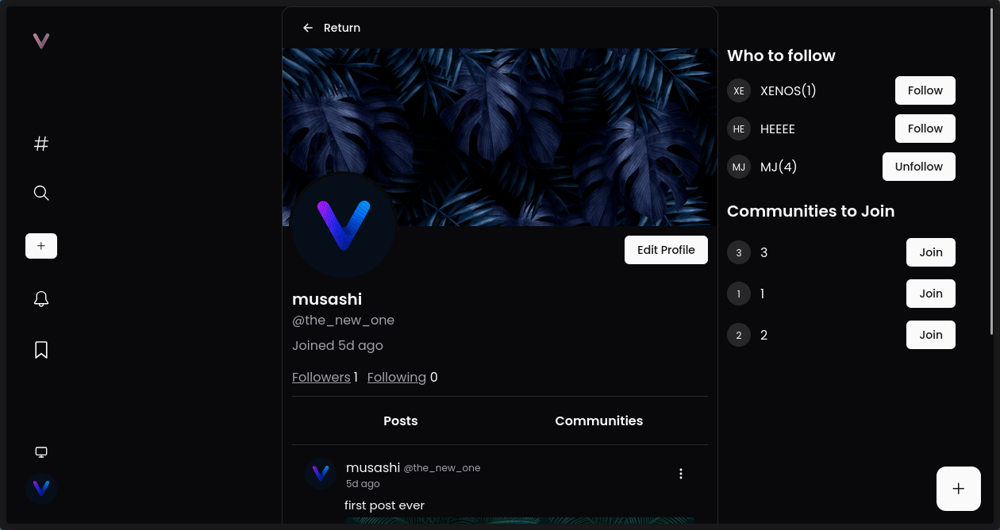 Return
Who to follow
XE XENOS(1) Follow
HE HEEEE Follow
MJ MJ(4) Unfollow
Communities to Join
3 3 Join
1 1 Join
2 2 Join
Edit Profile
musashi
@the_new_one
Joined 5d ago
Followers 1 Following 0
Posts Communities
musashi @the_new_one
5d ago
first post ever